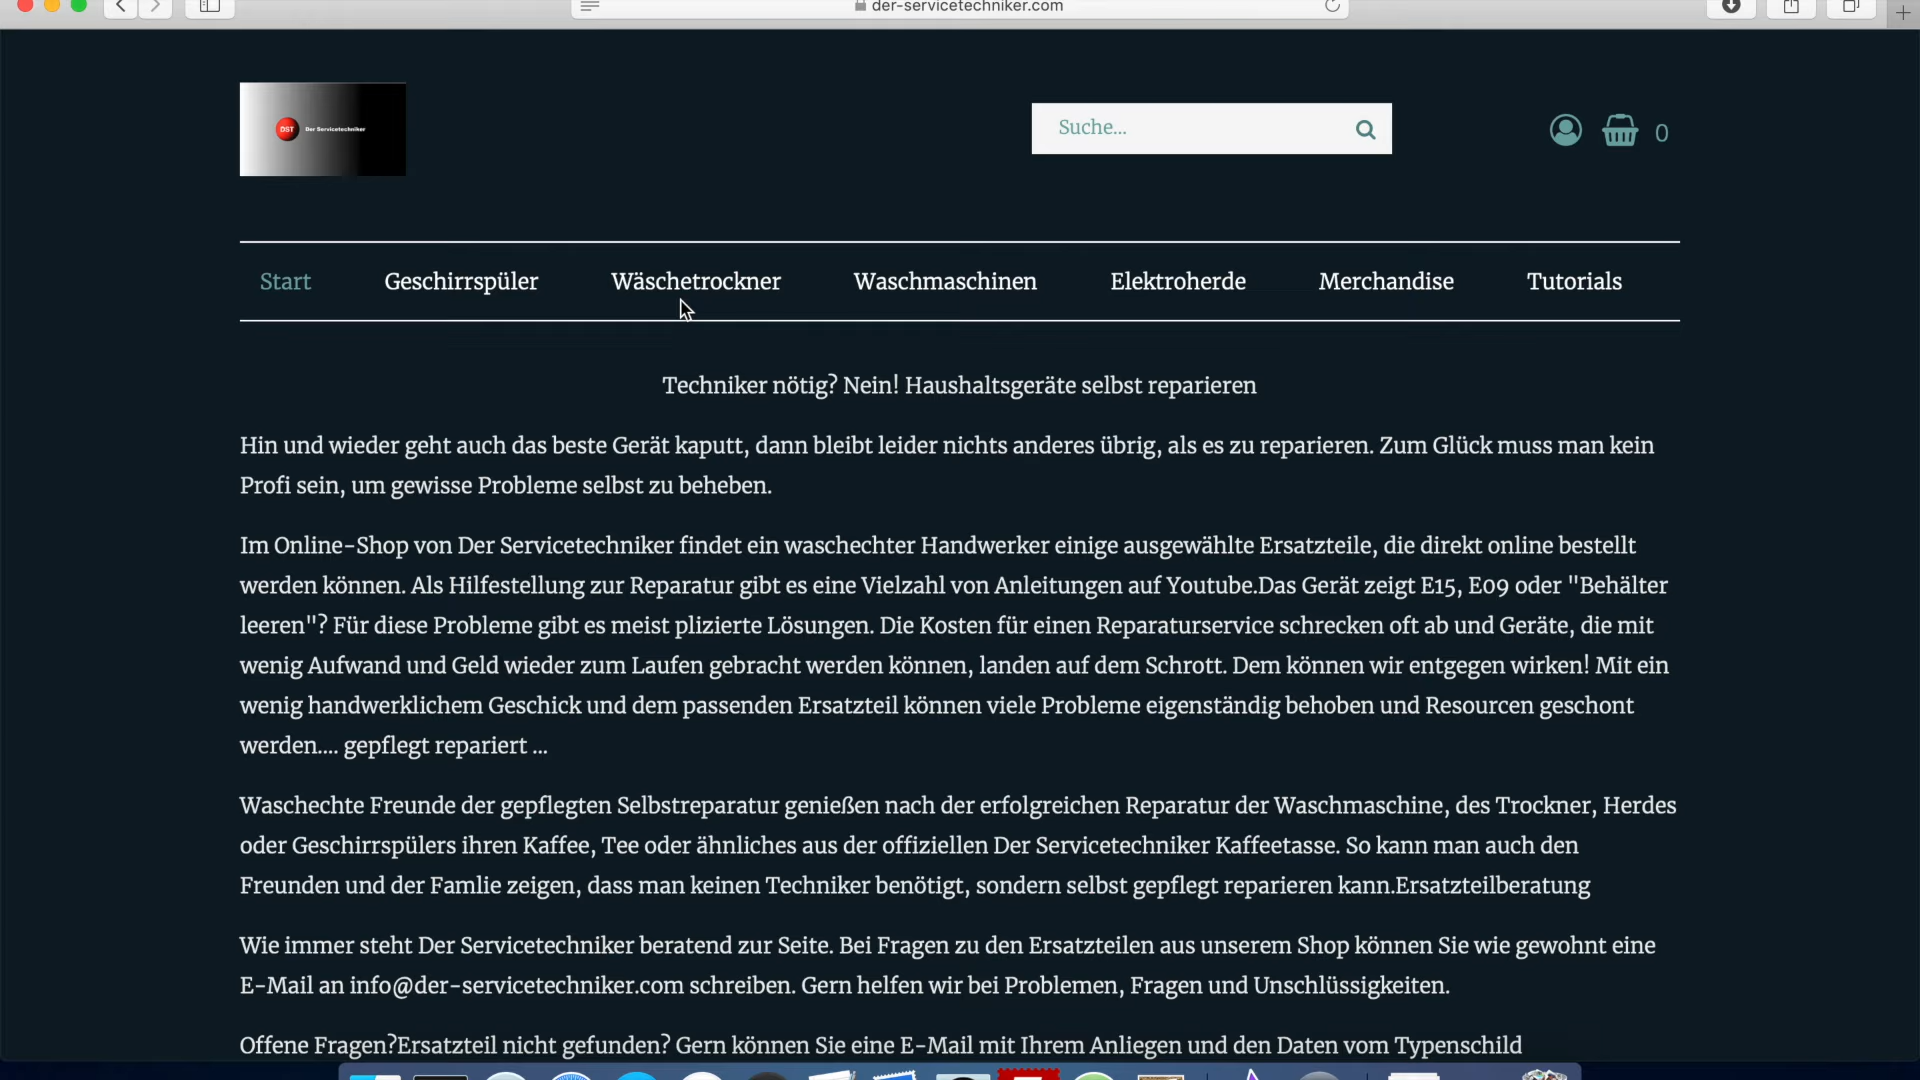 der-servicetechniker.com
DST Der Servicetechniker
Suche...
0
Start Geschirrspüler Wäschetrockner Waschmaschinen Elektroherde Merchandise Tutorials
Techniker nötig? Nein! Haushaltsgeräte selbst reparieren
Hin und wieder geht auch das beste Gerät kaputt, dann bleibt leider nichts anderes übrig, als es zu reparieren. Zum Glück muss man kein
Profi sein, um gewisse Probleme selbst zu beheben.
Im Online-Shop von Der Servicetechniker findet ein waschechter Handwerker einige ausgewählte Ersatzteile, die direkt online bestellt
werden können. Als Hilfestellung zur Reparatur gibt es eine Vielzahl von Anleitungen auf Youtube.Das Gerät zeigt E15, E09 oder "Behälter
leeren"? Für diese Probleme gibt es meist plizierte Lösungen. Die Kosten für einen Reparaturservice schrecken oft ab und Geräte, die mit
wenig Aufwand und Geld wieder zum Laufen gebracht werden können, landen auf dem Schrott. Dem können wir entgegen wirken! Mit ein
wenig handwerklichem Geschick und dem passenden Ersatzteil können viele Probleme eigenständig behoben und Resourcen geschont
werden.... gepflegt repariert ...
Waschechte Freunde der gepflegten Selbstreparatur genießen nach der erfolgreichen Reparatur der Waschmaschine, des Trockner, Herdes
oder Geschirrspülers ihren Kaffee, Tee oder ähnliches aus der offiziellen Der Servicetechniker Kaffeetasse. So kann man auch den
Freunden und der Famlie zeigen, dass man keinen Techniker benötigt, sondern selbst gepflegt reparieren kann.Ersatzteilberatung
Wie immer steht Der Servicetechniker beratend zur Seite. Bei Fragen zu den Ersatzteilen aus unserem Shop können Sie wie gewohnt eine
E-Mail an info@der-servicetechniker.com schreiben. Gern helfen wir bei Problemen, Fragen und Unschlüssigkeiten.
Offene Fragen?Ersatzteil nicht gefunden? Gern können Sie eine E-Mail mit Ihrem Anliegen und den Daten vom Typenschild